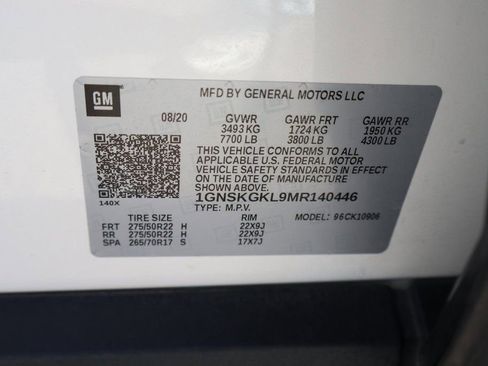 GM
MFD BY GENERAL MOTORS LLC
08/20 GVWR GAWR FRT GAWR RR
3493 KG 1724 KG 1950 KG
7700 LB 3800 LB 4300 LB
THIS VEHICLE CONFORMS TO ALL
APPLICABLE U.S. FEDERAL MOTOR
VEHICLE SAFETY STANDARDS IN EFFECT
ON THE DATE OF MANUFACTURE SHOWN ABOVE.
140X 1GNSKGKL9MR140446
TYPE: M.P.V. MODEL: 96CK10906
TIRE SIZE RIM
FRT 275/50R22 H 22X9J
RR 275/50R22 H 22X9J
SPA 265/70R17 S 17X7J